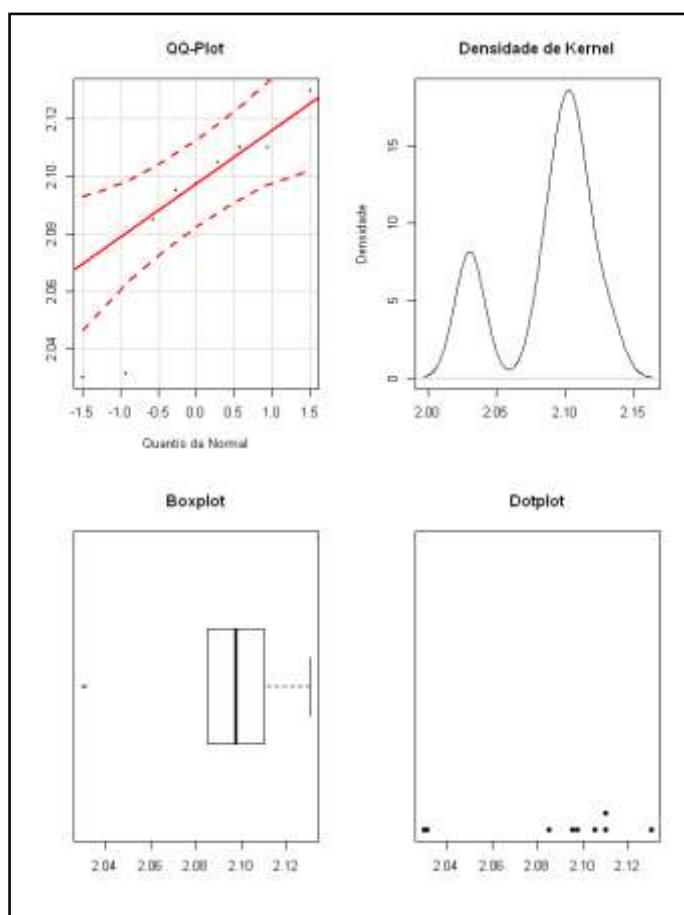 QQ-Plot
2.04 2.06 2.08 2.10 2.12
-1.5 -1.0 -0.5 0.0 0.5 1.0 1.5
Quantis da Normal
Densidade de Kernel
Densidade
0 5 10 15
2.00 2.05 2.10 2.15
Boxplot
2.04 2.06 2.08 2.10 2.12
Dotplot
2.04 2.06 2.08 2.10 2.12